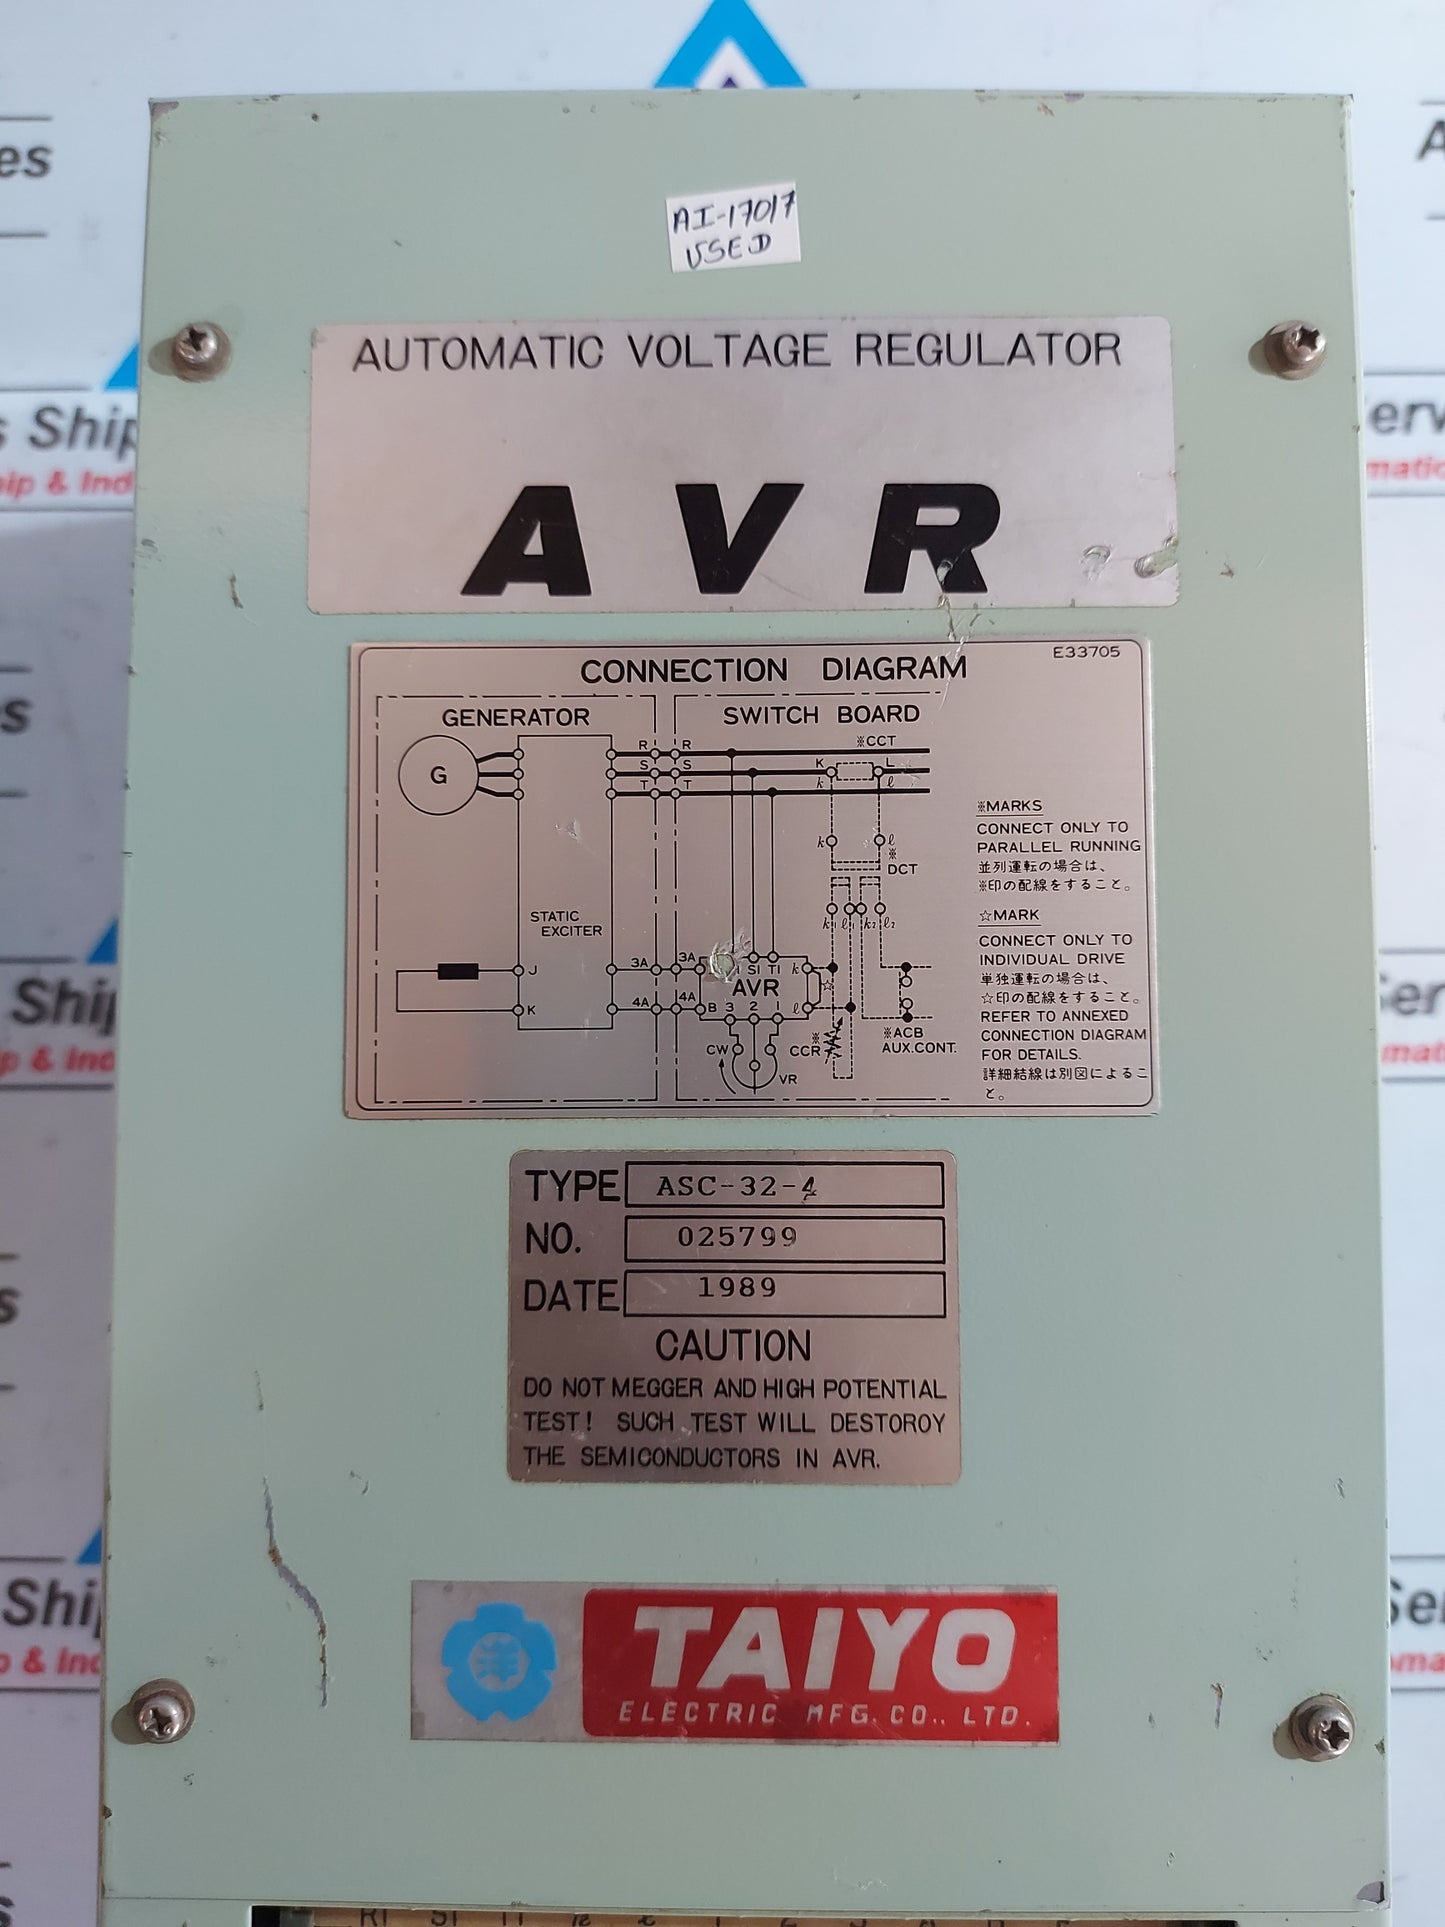 AI-17017
USED
AUTOMATIC VOLTAGE REGULATOR
AVR
E33705
CONNECTION DIAGRAM
GENERATOR
SWITCH BOARD
G
R R
S S
T T
※CCT
K L
k ℓ
k ℓ
※
DCT
k ℓ k2 ℓ2
STATIC
EXCITER
J
K
3A 3A
4A 4A
S1 T1 k
AVR ☆
B 3 2 1 ℓ
CW
VR
※
CCR
※ACB
AUX.CONT.
※MARKS
CONNECT ONLY TO
PARALLEL RUNNING
並列運転の場合は、
※印の配線をすること。
☆MARK
CONNECT ONLY TO
INDIVIDUAL DRIVE
単独運転の場合は、
☆印の配線をすること。
REFER TO ANNEXED
CONNECTION DIAGRAM
FOR DETAILS.
詳細結線は別図によるこ
と。
TYPE ASC-32-4
NO. 025799
DATE 1989
CAUTION
DO NOT MEGGER AND HIGH POTENTIAL
TEST! SUCH TEST WILL DESTOROY
THE SEMICONDUCTORS IN AVR.
洋
TAIYO
ELECTRIC MFG. CO., LTD.